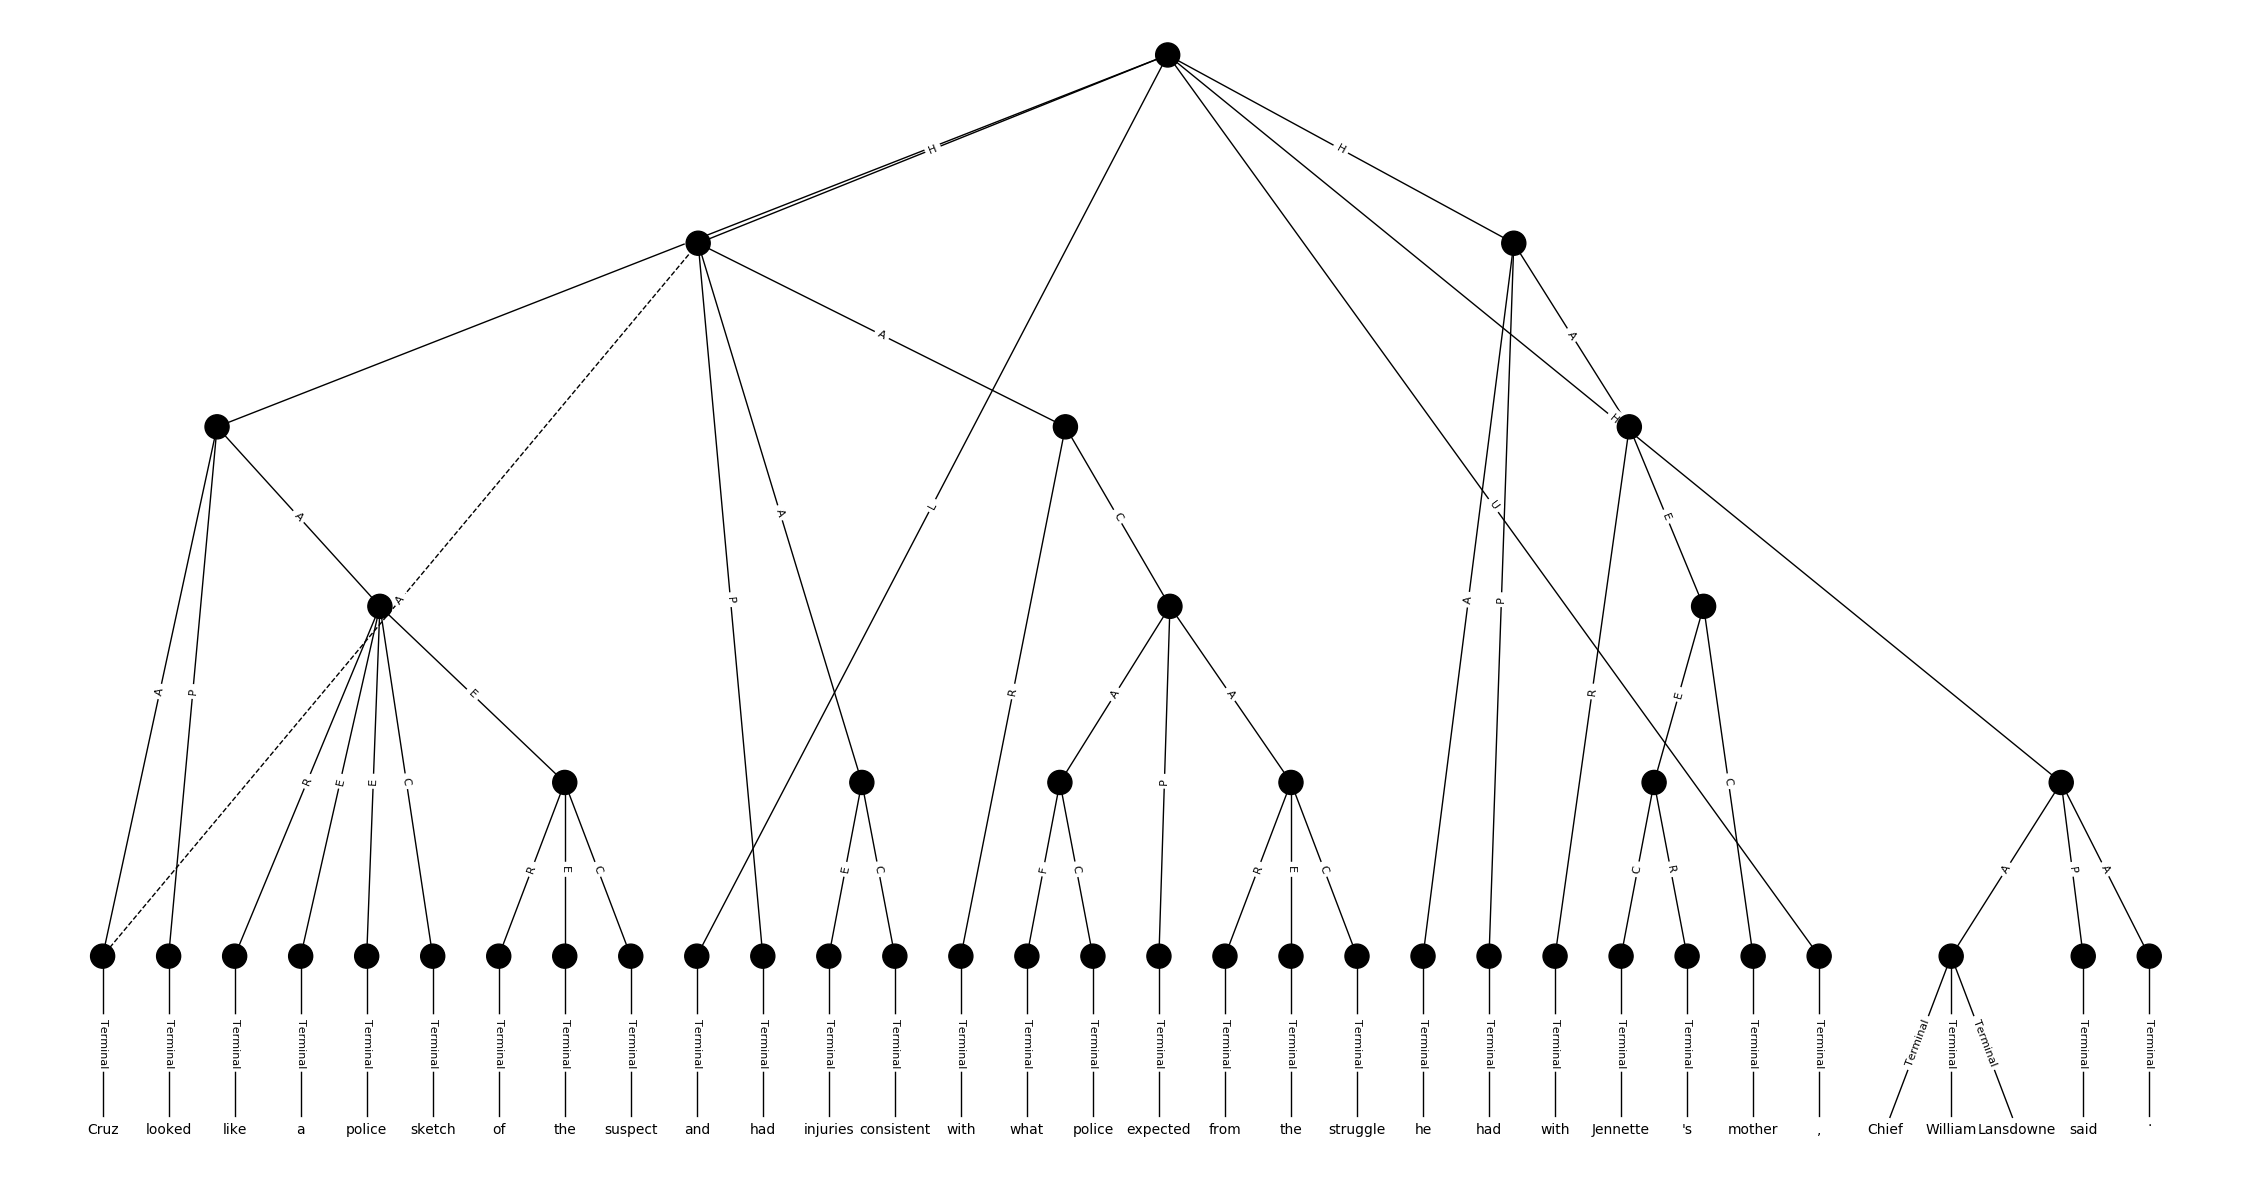 H H
A A
H
A C A U E
L
A P A A P
A P E R A A R E
R E E C P C
R E C E C F C R E C C R A P A
Terminal Terminal Terminal Terminal Terminal Terminal Terminal Terminal Terminal Terminal Terminal Terminal Terminal Terminal Terminal Terminal Terminal Terminal Terminal Terminal Terminal Terminal Terminal Terminal Terminal Terminal Terminal Terminal Terminal Terminal Terminal Terminal
Cruz looked like a police sketch of the suspect and had injuries consistent with what police expected from the struggle he had with Jennette 's mother , Chief William Lansdowne said .